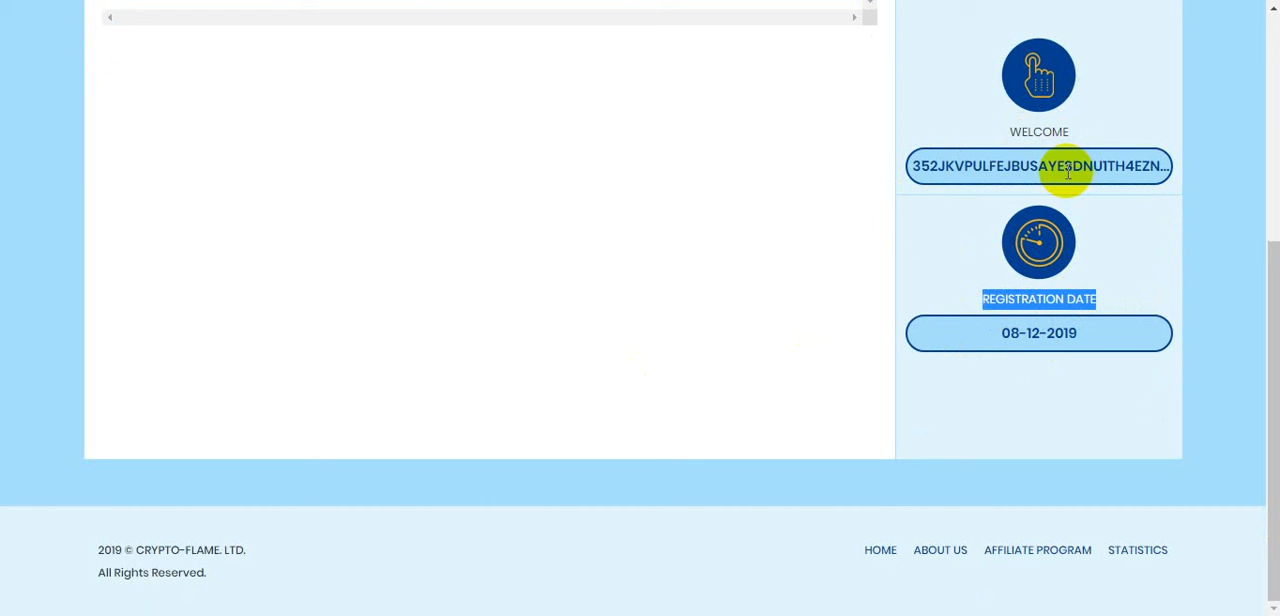 WELCOME
352JKVPULFEJBUSAYESDNU1TH4EZN...
REGISTRATION DATE
08-12-2019
2019 © CRYPTO-FLAME. LTD.
HOME ABOUT US AFFILIATE PROGRAM STATISTICS
All Rights Reserved.